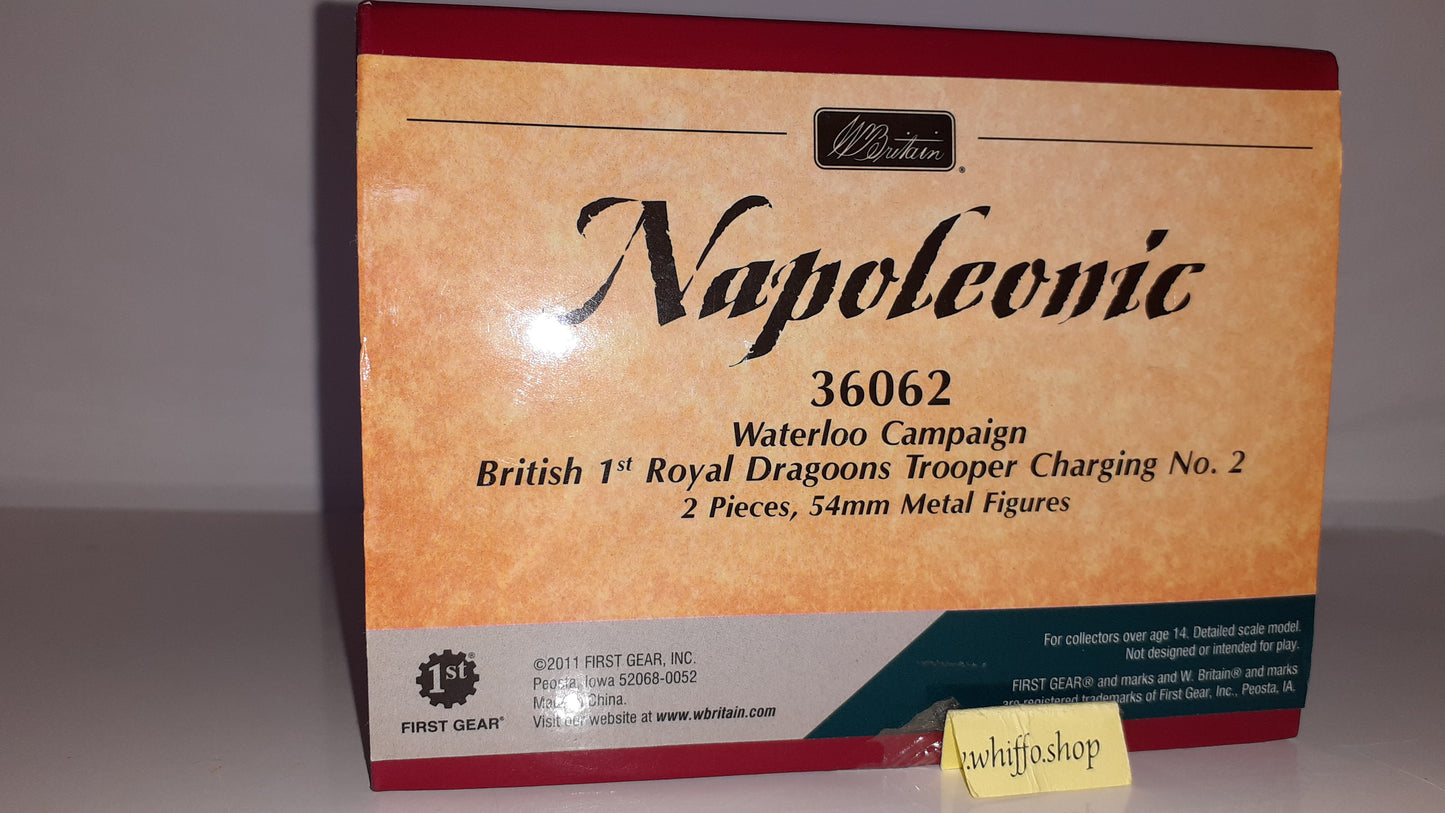 WBritain®
Napoleonic
36062
Waterloo Campaign
British 1st Royal Dragoons Trooper Charging No. 2
2 Pieces, 54mm Metal Figures
1st®
FIRST GEAR®
©2011 FIRST GEAR, INC.
Peosta, Iowa 52068-0052
Made in China.
Visit our website at www.wbritain.com
For collectors over age 14. Detailed scale model.
Not designed or intended for play.
FIRST GEAR® and marks and W. Britain® and marks
are registered trademarks of First Gear, Inc., Peosta, IA.
.whiffo.shop